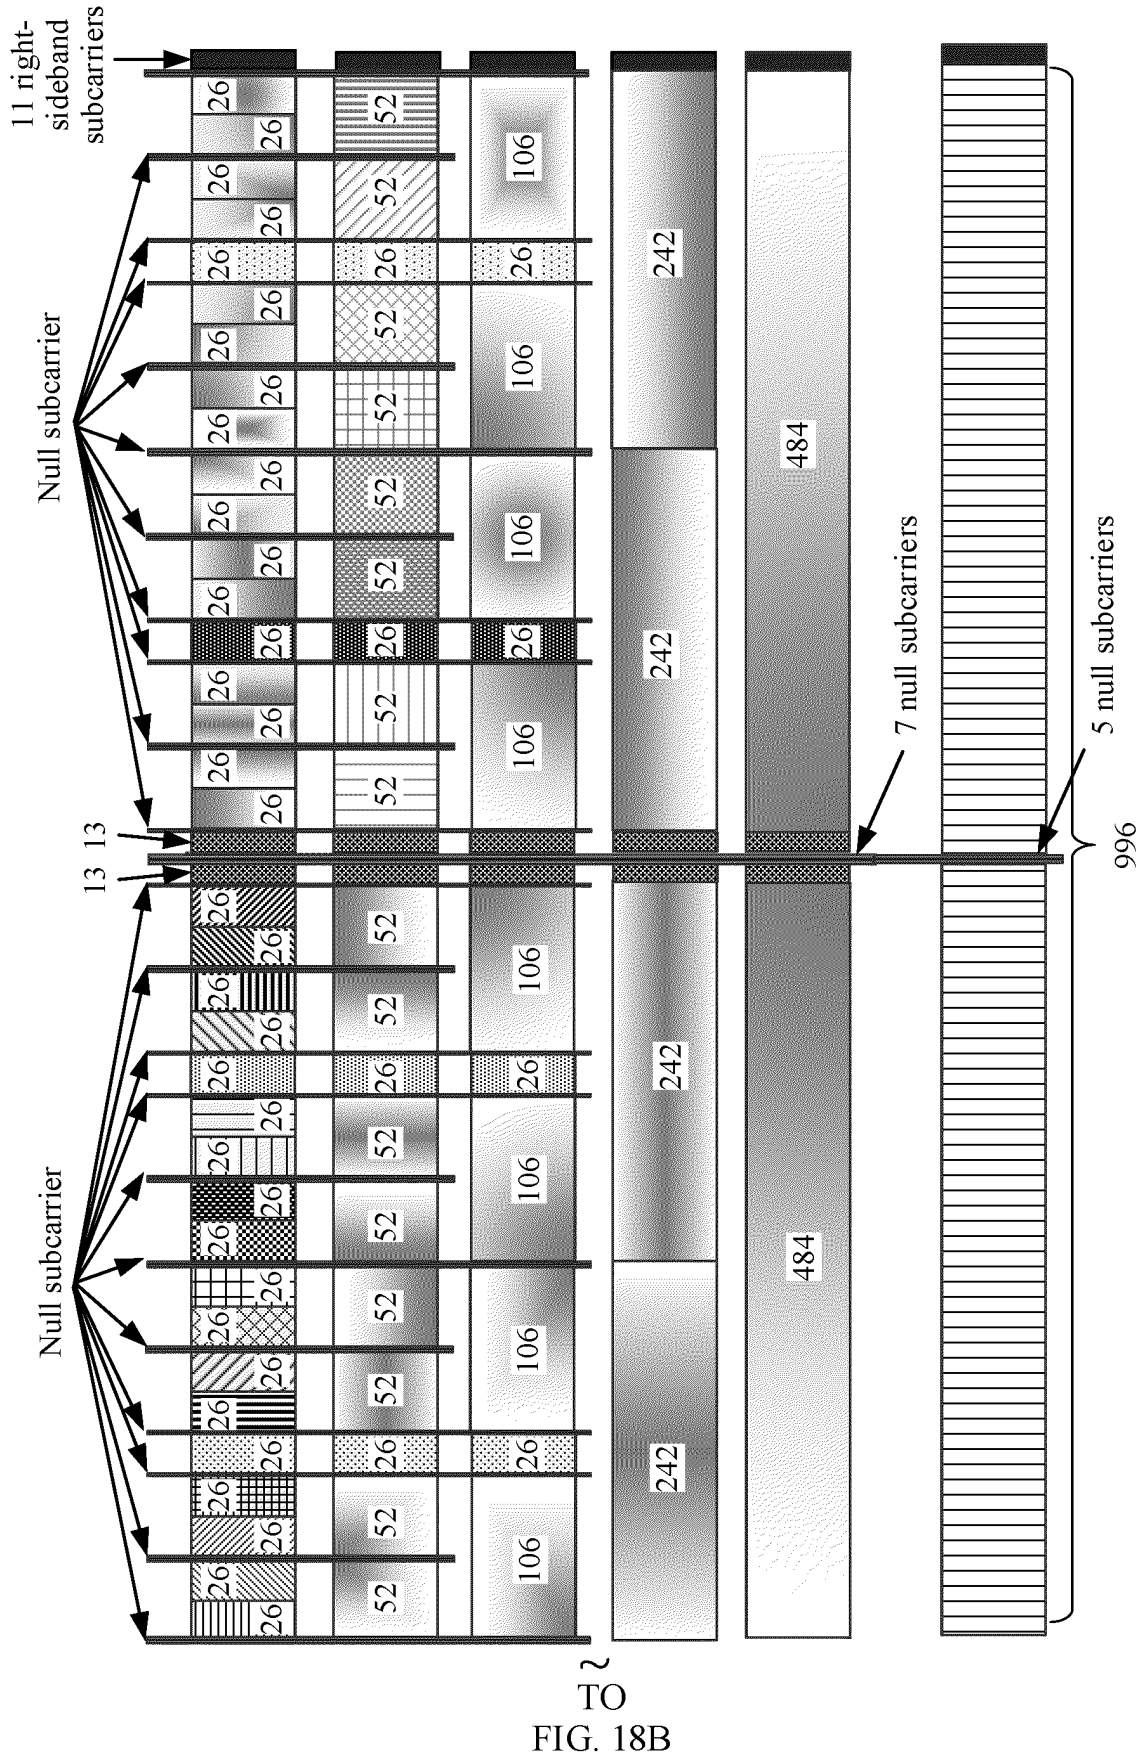 Null subcarrier
Null subcarrier
11 right-
sideband
subcarriers
13
13
26 26 26 26 26 26 26 26 26 26 26 26 26 26 26 26 26 26 26 26 26 26 26 26 26 26 26 26 26 26 26 26 26 26 26 26
52 52 26 52 52 52 52 26 52 52 52 52 26 52 52 52 52 26 52 52
106 26 106 106 26 106 106 26 106 106 26 106
242 242 242 242
484 484
7 null subcarriers
5 null subcarriers
996
~
TO
FIG. 18B